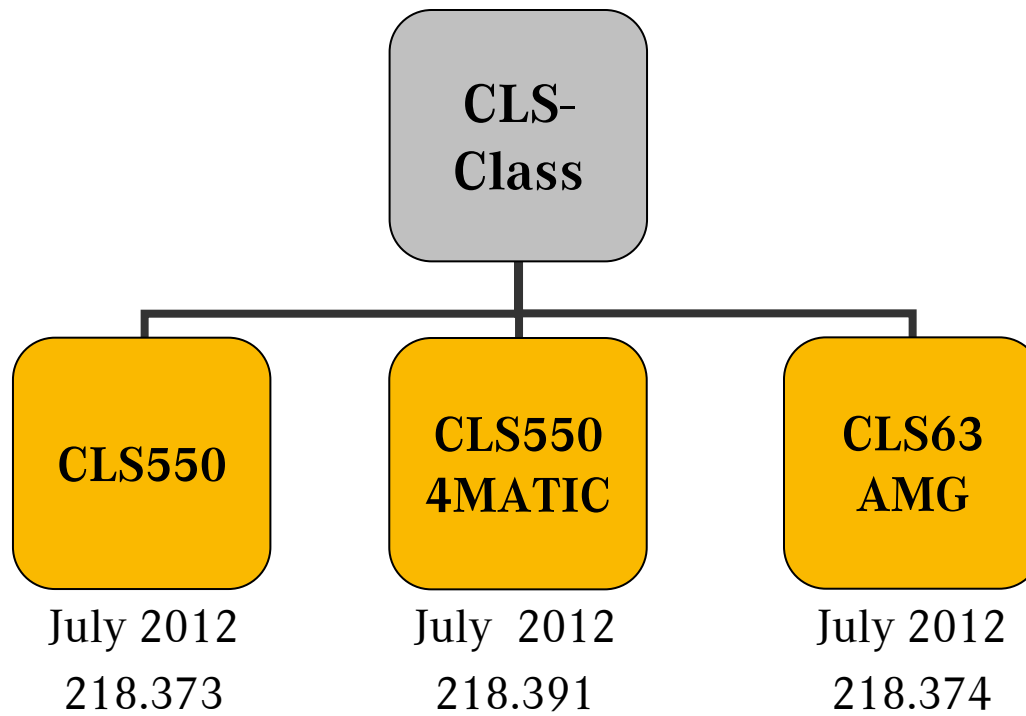 CLS-
Class
CLS550
CLS550
4MATIC
CLS63
AMG
July 2012
218.373
July 2012
218.391
July 2012
218.374